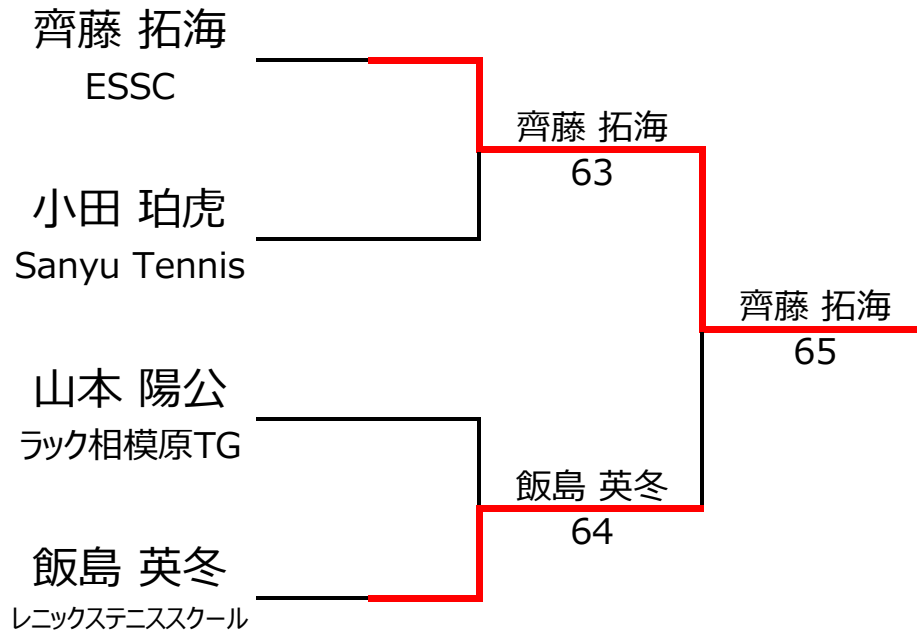 齊藤 拓海
ESSC
小田 珀虎
Sanyu Tennis
山本 陽公
ラック相模原TG
飯島 英冬
レニックステニススクール
齊藤 拓海
63
飯島 英冬
64
齊藤 拓海
65